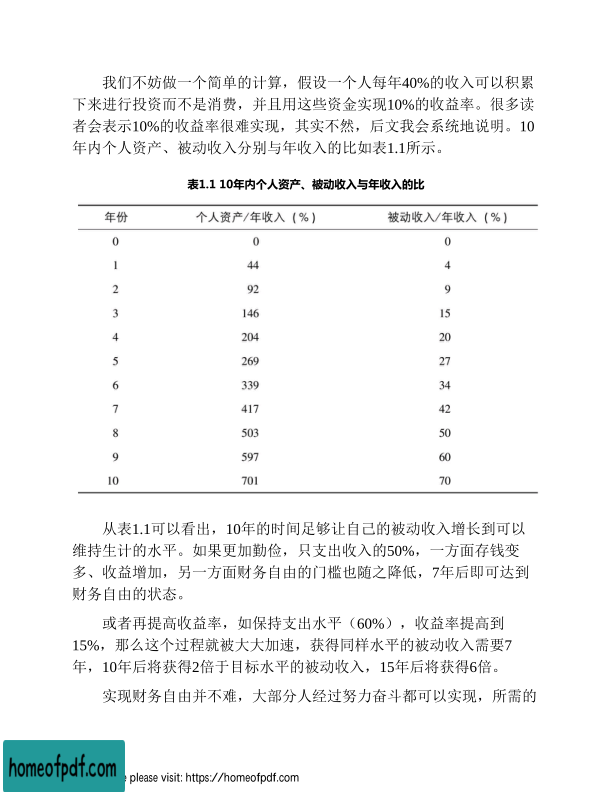 我们不妨做一个简单的计算，假设一个人每年40%的收入可以积累
下来进行投资而不是消费，并且用这些资金实现10%的收益率。很多读
者会表示10%的收益率很难实现，其实不然，后文我会系统地说明。10
年内个人资产、被动收入分别与年收入的比如表1.1所示。
表1.1 10年内个人资产、被动收入与年收入的比
年份 个人资产/年收入（%） 被动收入/年收入（%）
0 0 0
1 44 4
2 92 9
3 146 15
4 204 20
5 269 27
6 339 34
7 417 42
8 503 50
9 597 60
10 701 70
从表1.1可以看出，10年的时间足够让自己的被动收入增长到可以
维持生计的水平。如果更加勤俭，只支出收入的50%，一方面存钱变
多、收益增加，另一方面财务自由的门槛也随之降低，7年后即可达到
财务自由的状态。
或者再提高收益率，如保持支出水平（60%），收益率提高到
15%，那么这个过程就被大大加速，获得同样水平的被动收入需要7
年，10年后将获得2倍于目标水平的被动收入，15年后将获得6倍。
实现财务自由并不难，大部分人经过努力奋斗都可以实现，所需的
homeofpdf.com
please visit: https://homeofpdf.com